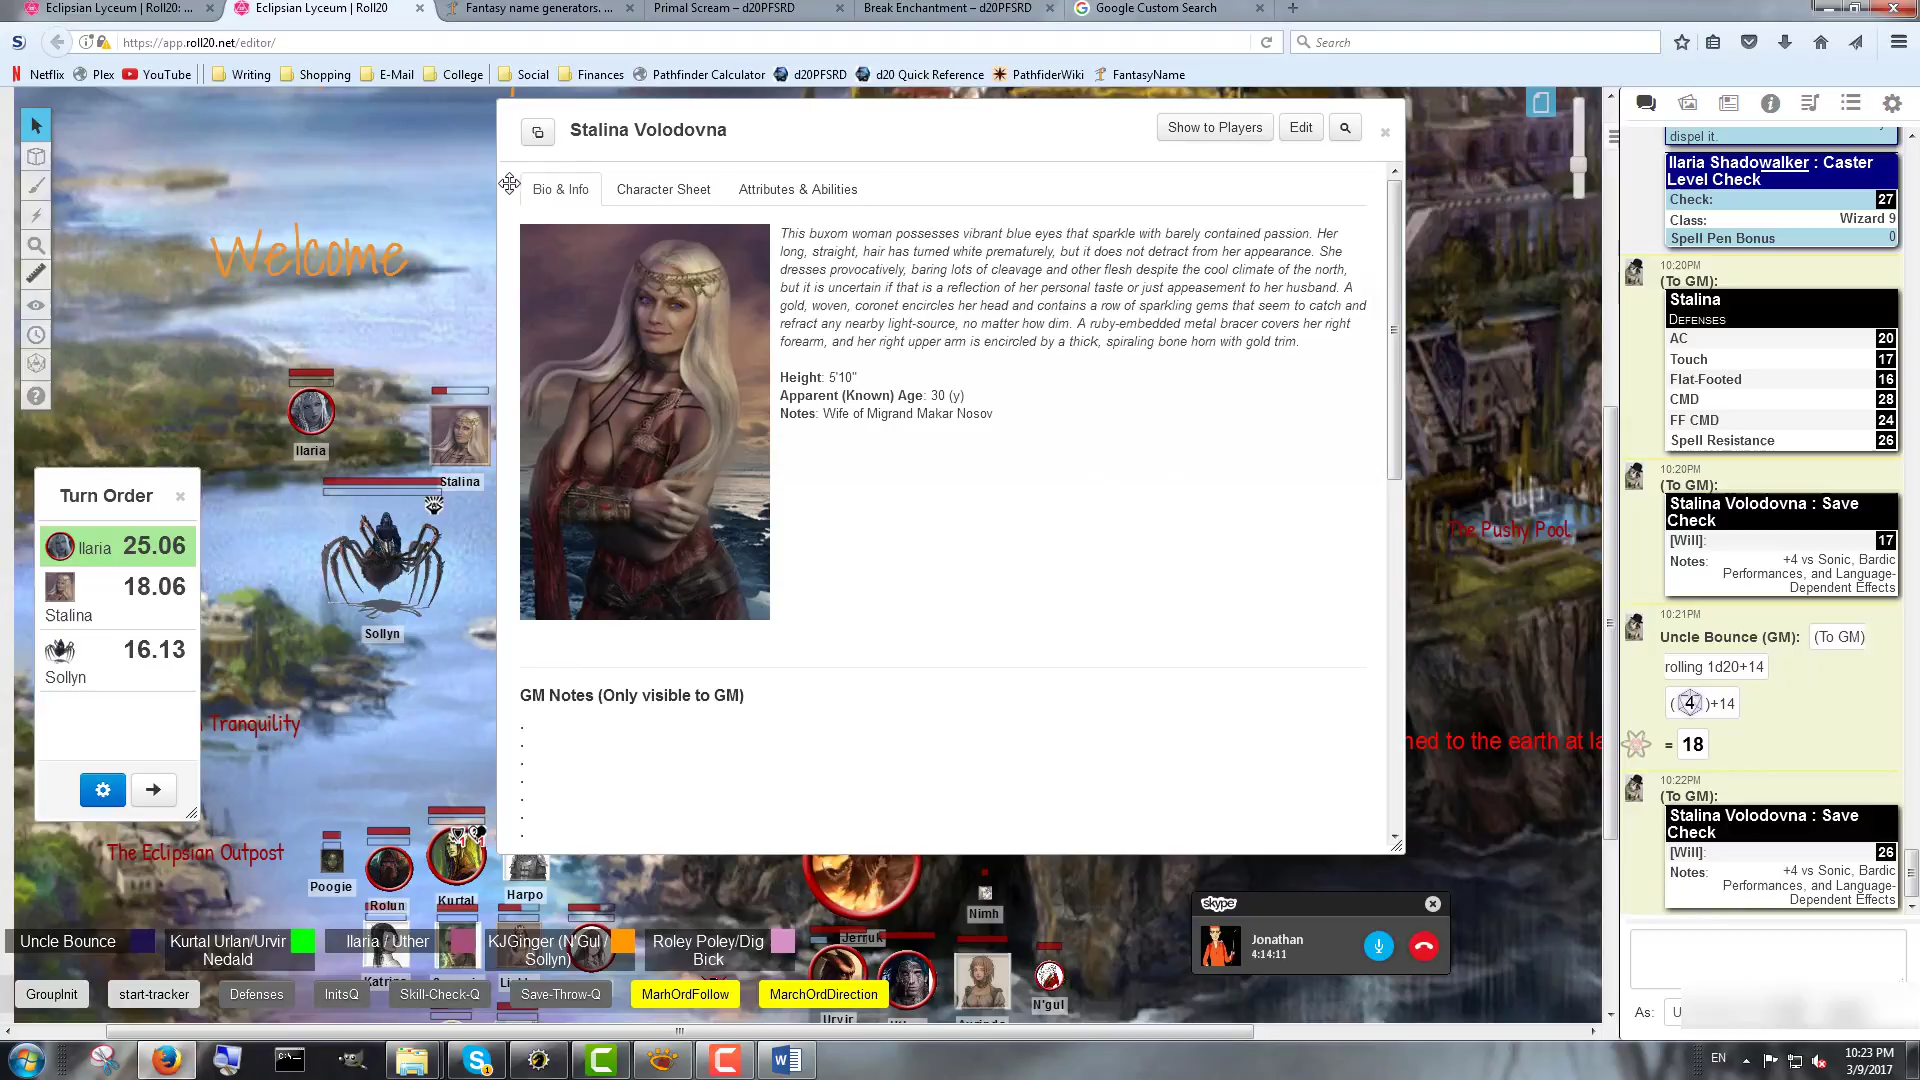 Eclipsian Lyceum | Roll20: ...
Eclipsian Lyceum | Roll20
Fantasy name generators. ...
Primal Scream – d20PFSRD
Break Enchantment – d20PFSRD
Google Custom Search
https://app.roll20.net/editor/
Search
Netflix
Plex
YouTube
Writing
Shopping
E-Mail
College
Social
Finances
Pathfinder Calculator
d20PFSRD
d20 Quick Reference
PathfiderWiki
FantasyName
Welcome
Ilaria
Stalina
Sollyn
Turn Order
Ilaria 25.06
18.06
Stalina
16.13
Sollyn
Tranquility
The Eclipsian Outpost
Stalina Volodovna
Show to Players
Edit
Bio & Info
Character Sheet
Attributes & Abilities
This buxom woman possesses vibrant blue eyes that sparkle with barely contained passion. Her
long, straight, hair has turned white prematurely, but it does not detract from her appearance. She
dresses provocatively, baring lots of cleavage and other flesh despite the cool climate of the north,
but it is uncertain if that is a reflection of her personal taste or just appeasement to her husband. A
gold, woven, coronet encircles her head and contains a row of sparkling gems that seem to catch and
refract any nearby light-source, no matter how dim. A ruby-embedded metal bracer covers her right
forearm, and her right upper arm is encircled by a thick, spiraling bone horn with gold trim.
Height: 5'10"
Apparent (Known) Age: 30 (y)
Notes: Wife of Migrand Makar Nosov
GM Notes (Only visible to GM)
The Pushy Pool
ned to the earth at la
Poogie
Rolun
Kurtal
Harpo
Nimh
Jerruk
N'gul
Urvir
Uncle Bounce
Kurtal Urlan/Urvir
Nedald
Ilaria / Uther
KJGinger (N'Gul /
Sollyn)
Roley Poley/Dig
Bick
GroupInit
start-tracker
Defenses
InitsQ
Skill-Check-Q
Save-Throw-Q
MarhOrdFollow
MarchOrdDirection
skype
Jonathan
4:14:11
dispel it.
Ilaria Shadowalker : Caster
Level Check
Check: 27
Class: Wizard 9
Spell Pen Bonus 0
10:20PM
(To GM):
Stalina
Defenses
AC 20
Touch 17
Flat-Footed 16
CMD 28
FF CMD 24
Spell Resistance 26
10:20PM
(To GM):
Stalina Volodovna : Save
Check
[Will]: 17
Notes: +4 vs Sonic, Bardic
Performances, and Language-
Dependent Effects
10:21PM
Uncle Bounce (GM): (To GM)
rolling 1d20+14
(4)+14
= 18
10:22PM
(To GM):
Stalina Volodovna : Save
Check
[Will]: 26
Notes: +4 vs Sonic, Bardic
Performances, and Language-
Dependent Effects
As:
EN
10:23 PM
3/9/2017